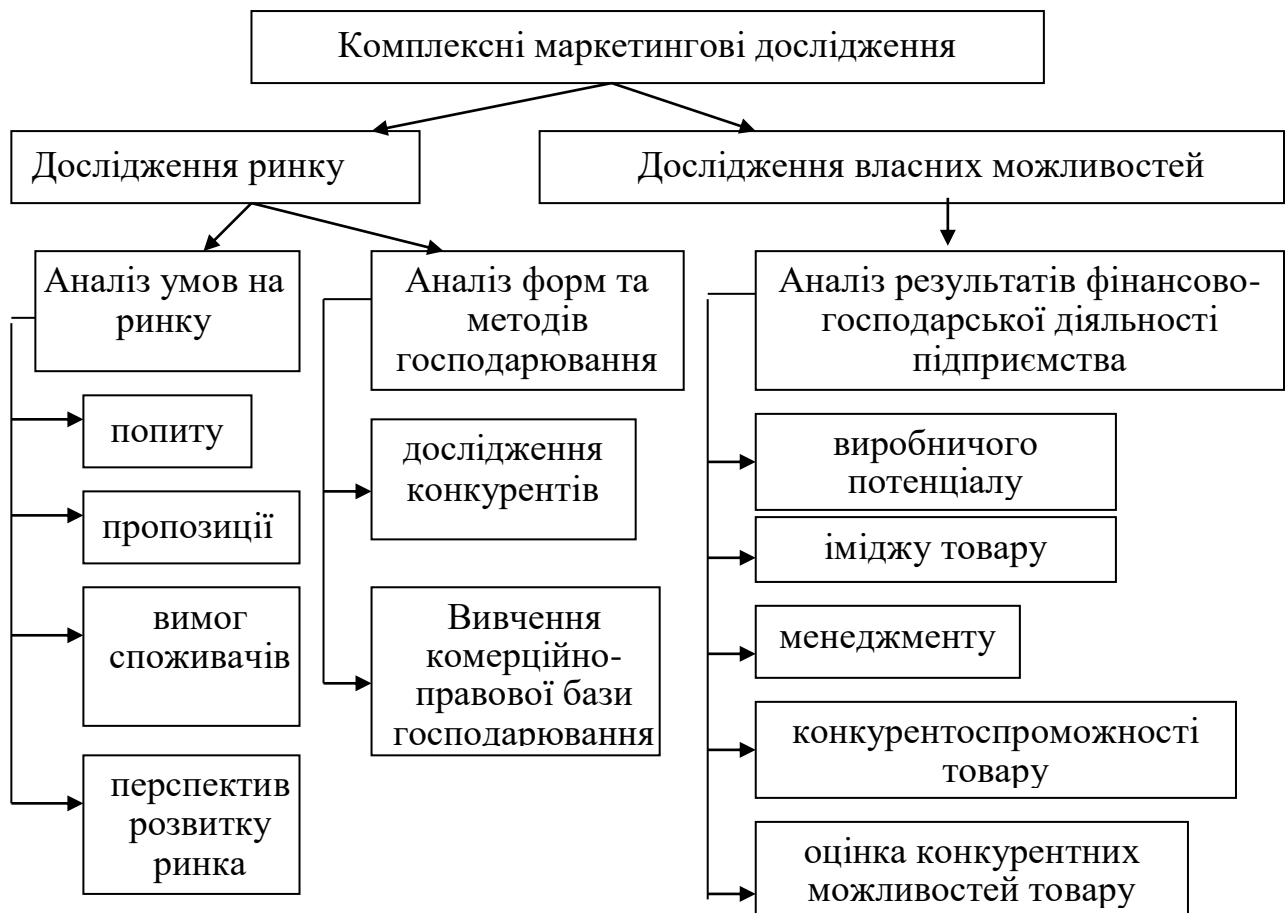 Комплексні маркетингові дослідження
Дослідження ринку
Дослідження власних можливостей
Аналіз умов на
ринку
попиту
пропозиції
вимог
споживачів
перспектив
розвитку
ринка
Аналіз форм та
методів
господарювання
дослідження
конкурентів
Вивчення
комерційно-
правової бази
господарювання
Аналіз результатів фінансово-
господарської діяльності
підприємства
виробничого
потенціалу
іміджу товару
менеджменту
конкурентоспроможності
товару
оцінка конкурентних
можливостей товару